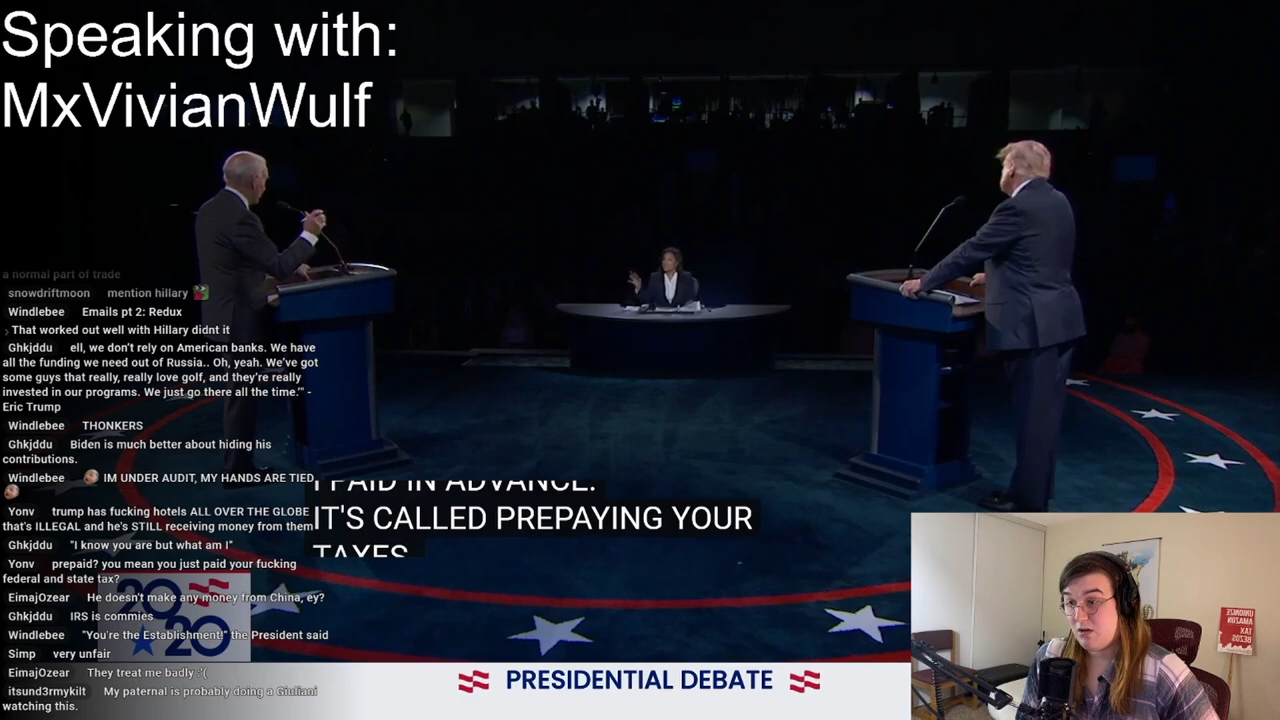 Speaking with:
MxVivianWulf
a normal part of trade
snowdriftmoon mention hillary
Windlebee Emails pt 2: Redux
That worked out well with Hillary didnt it
Ghkjddu ell, we don't rely on American banks. We have
all the funding we need out of Russia.. Oh, yeah. We've got
some guys that really, really love golf, and they're really
invested in our programs. We just go there all the time.'" -
Eric Trump
Windlebee THONKERS
Ghkjddu Biden is much better about hiding his
contributions.
Windlebee IM UNDER AUDIT, MY HANDS ARE TIED
Yonv trump has fucking hotels ALL OVER THE GLOBE
that's ILLEGAL and he's STILL receiving money from them
Ghkjddu "I know you are but what am I"
Yonv prepaid? you mean you just paid your fucking
federal and state tax?
EimajOzear He doesn't make any money from China, ey?
Ghkjddu IRS is commies
Windlebee "You're the Establishment!" the President said
Simp very unfair
EimajOzear They treat me badly :'(
itsund3rmykilt My paternal is probably doing a Giuliani
watching this.
I PAID IN ADVANCE.
IT'S CALLED PREPAYING YOUR
TAXES
2020
PRESIDENTIAL DEBATE
UNIONIZE
AMAZON
TAX
BEZOS